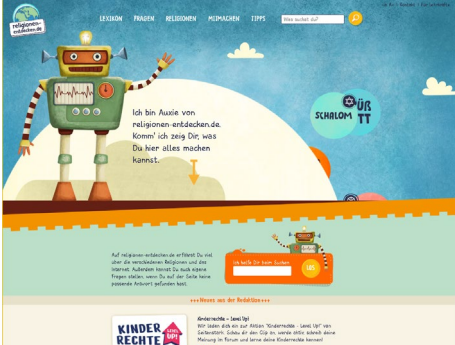 religionen-
entdecken.de
LEXIKON FRAGEN RELIGIONEN MITMACHEN TIPPS
Was suchst du?
Ich bin Auxie von
religionen-entdecken.de.
Komm' ich zeig Dir, was
Du hier alles machen
kannst.
SCHALOM
Üß
TT
Auf religionen-entdecken.de erfährst Du viel
über die verschiedenen Religionen und das
Internet. Außerdem kannst Du auch eigene
Fragen stellen, wenn Du auf der Seite keine
passende Antwort gefunden hast.
Ich helfe Dir beim Suchen
LOS
+++Neues aus der Redaktion+++
KINDER
RECHTE
LEVEL
UP!
Kinderrechte - Level Up!
Wir laden dich ein zur Aktion "Kinderrechte - Level Up!" von
Seitenstark. Schau dir den Clip an, werde aktiv schreib deine
Meinung im Forum und lerne deine Kinderrechte kennen!